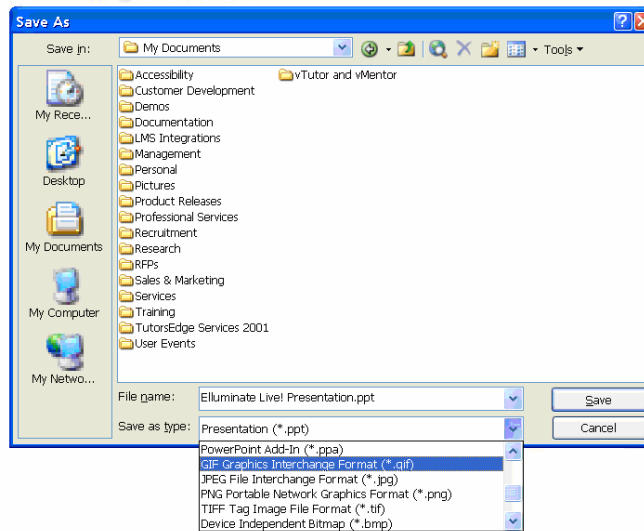 Save As
Save in:
My Documents
Tools
Accessibility
Customer Development
Demos
Documentation
LMS Integrations
Management
Personal
Pictures
Product Releases
Professional Services
Recruitment
Research
RFPs
Sales & Marketing
Services
Training
TutorsEdge Services 2001
User Events
vTutor and vMentor
My Rece...
Desktop
My Documents
My Computer
My Netwo...
File name:
Elluminate Live! Presentation.ppt
Save
Save as type:
Presentation (*.ppt)
Cancel
PowerPoint Add-In (*.ppa)
GIF Graphics Interchange Format (*.gif)
JPEG File Interchange Format (*.jpg)
PNG Portable Network Graphics Format (*.png)
TIFF Tag Image File Format (*.tif)
Device Independent Bitmap (*.bmp)